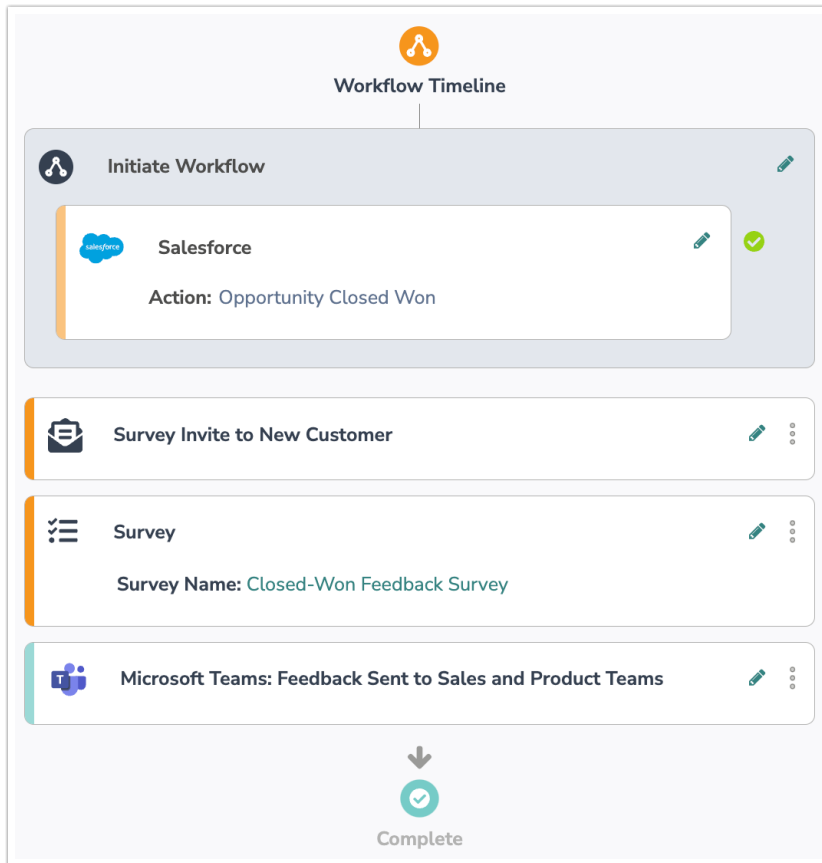 Workflow Timeline
Initiate Workflow
salesforce
Salesforce
Action: Opportunity Closed Won
Survey Invite to New Customer
Survey
Survey Name: Closed-Won Feedback Survey
T
Microsoft Teams: Feedback Sent to Sales and Product Teams
Complete